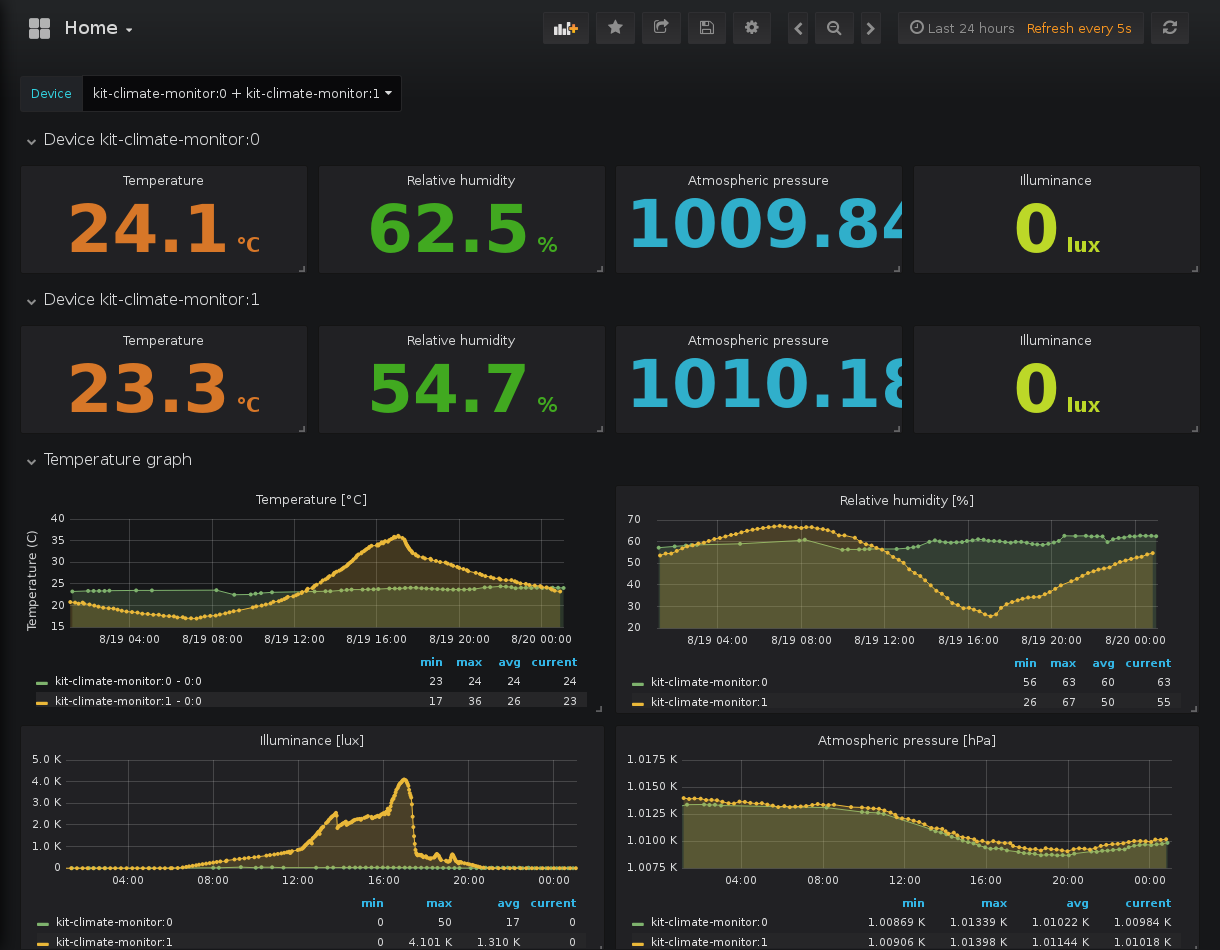 Home
Last 24 hours Refresh every 5s
Device kit-climate-monitor:0 + kit-climate-monitor:1
Device kit-climate-monitor:0
Temperature Relative humidity Atmospheric pressure Illuminance
24.1 °C 62.5 % 1009.84 0 lux
Device kit-climate-monitor:1
Temperature Relative humidity Atmospheric pressure Illuminance
23.3 °C 54.7 % 1010.18 0 lux
Temperature graph
Temperature [°C]
Temperature (C)
40
35
30
25
20
15
8/19 04:00 8/19 08:00 8/19 12:00 8/19 16:00 8/19 20:00 8/20 00:00
min max avg current
kit-climate-monitor:0 - 0:0 23 24 24 24
kit-climate-monitor:1 - 0:0 17 36 26 23
Relative humidity [%]
70
60
50
40
30
20
8/19 04:00 8/19 08:00 8/19 12:00 8/19 16:00 8/19 20:00 8/20 00:00
min max avg current
kit-climate-monitor:0 56 63 60 63
kit-climate-monitor:1 26 67 50 55
Illuminance [lux]
5.0 K
4.0 K
3.0 K
2.0 K
1.0 K
0
04:00 08:00 12:00 16:00 20:00 00:00
min max avg current
kit-climate-monitor:0 0 50 17 0
kit-climate-monitor:1 0 4.101 K 1.310 K 0
Atmospheric pressure [hPa]
1.0175 K
1.0150 K
1.0125 K
1.0100 K
1.0075 K
04:00 08:00 12:00 16:00 20:00 00:00
min max avg current
kit-climate-monitor:0 1.00869 K 1.01339 K 1.01022 K 1.00984 K
kit-climate-monitor:1 1.00906 K 1.01398 K 1.01144 K 1.01018 K